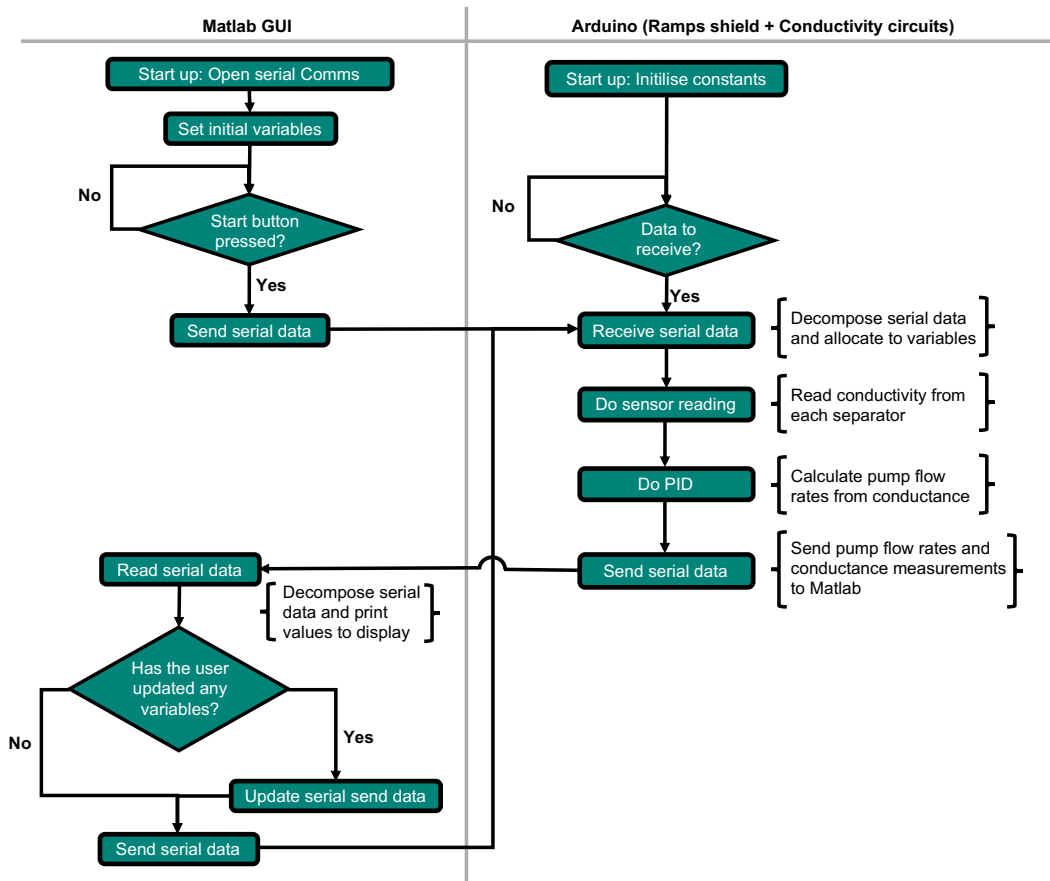 Matlab GUI
Arduino (Ramps shield + Conductivity circuits)
Start up: Open serial Comms
Set initial variables
No
Start button
pressed?
Yes
Send serial data
Start up: Initilise constants
No
Data to
receive?
Yes
Receive serial data
Decompose serial data
and allocate to variables
Do sensor reading
Read conductivity from
each separator
Do PID
Calculate pump flow
rates from conductance
Send serial data
Send pump flow rates and
conductance measurements
to Matlab
Read serial data
Decompose serial
data and print
values to display
Has the user
updated any
variables?
No
Yes
Update serial send data
Send serial data